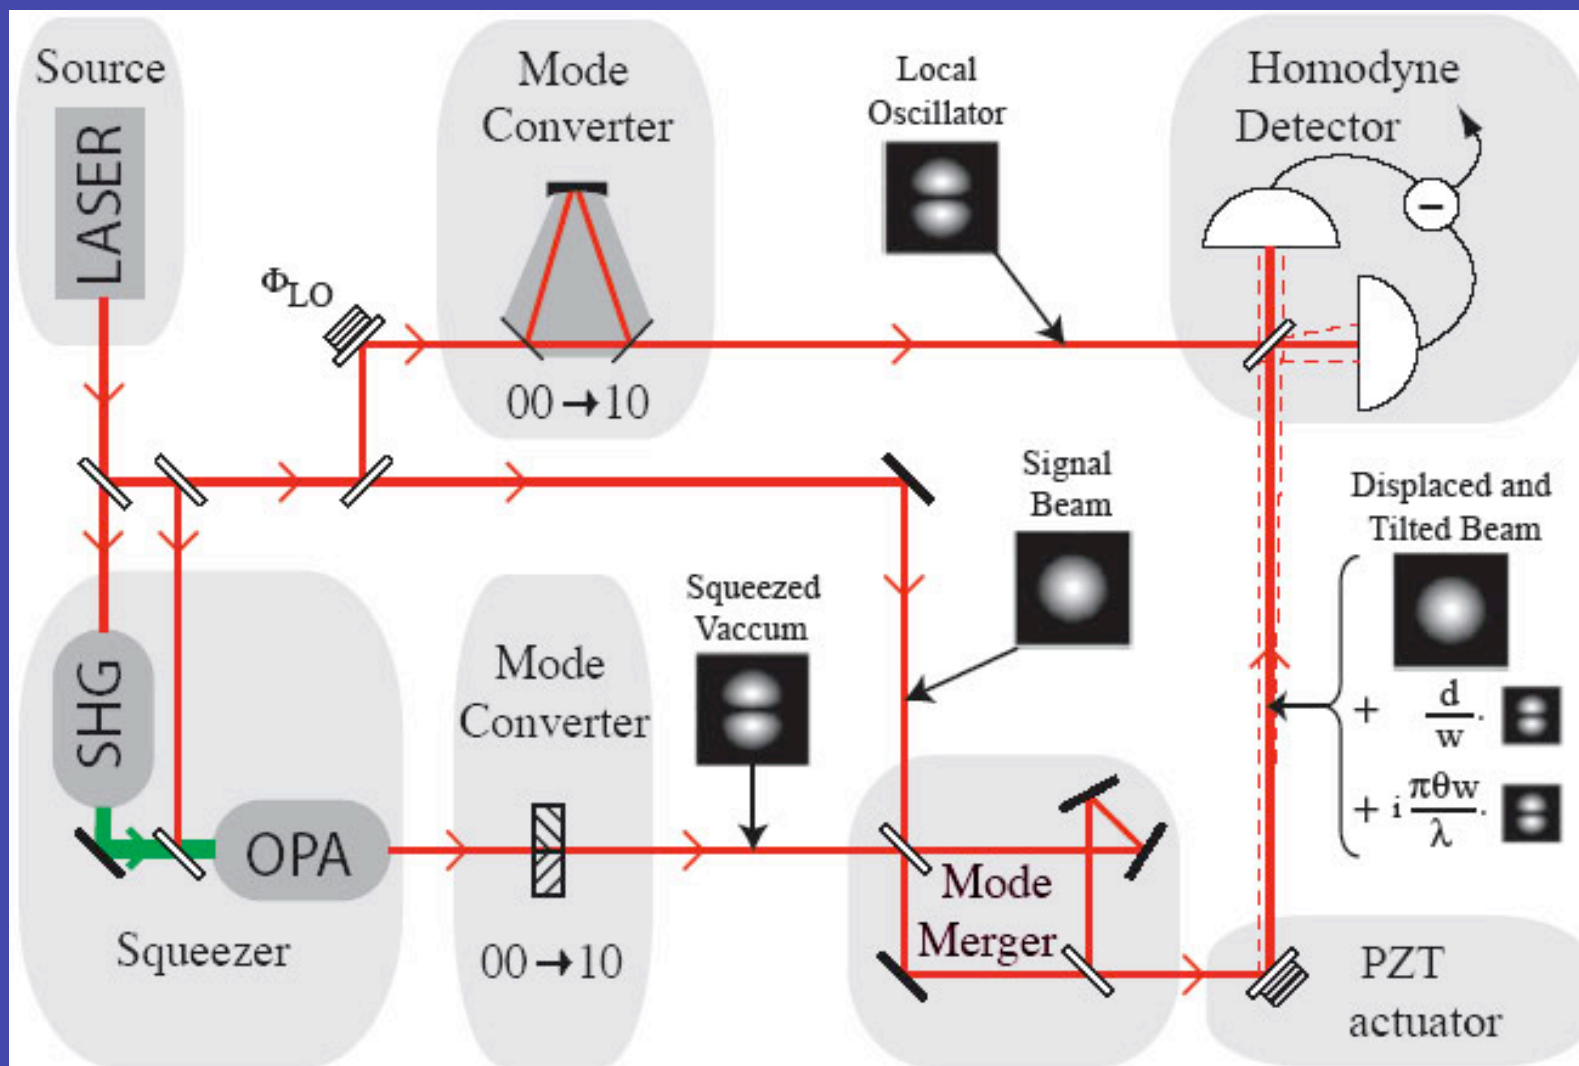 Source
LASER
Mode
Converter
00→10
Φ_LO
Local
Oscillator
Homodyne
Detector
−
Signal
Beam
Displaced and
Tilted Beam
+ d/w ·
+ i πθw/λ ·
Squeezed
Vaccum
SHG
OPA
Squeezer
Mode
Converter
00→10
Mode
Merger
PZT
actuator